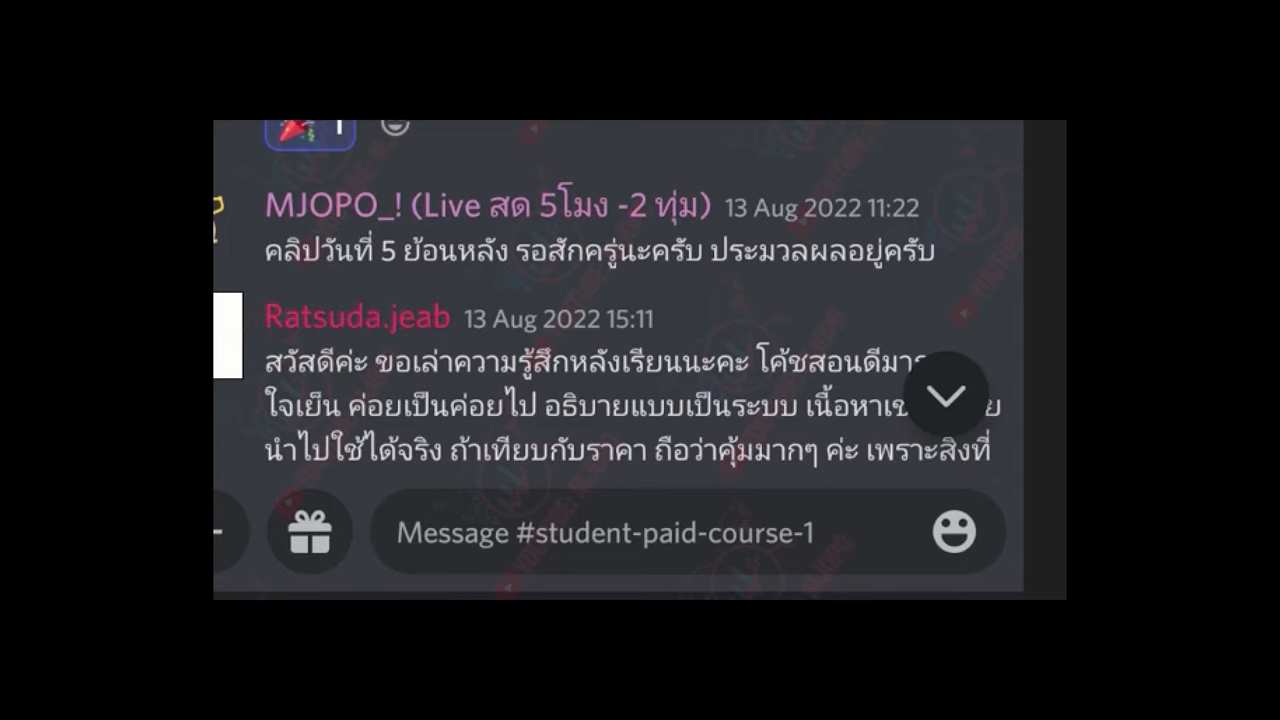 MJOPO_! (Live สด 5โมง -2 ทุ่ม) 13 Aug 2022 11:22
คลิปวันที่ 5 ย้อนหลัง รอสักครู่นะครับ ประมวลผลอยู่ครับ
Ratsuda.jeab 13 Aug 2022 15:11
สวัสดีค่ะ ขอเล่าความรู้สึกหลังเรียนนะคะ โค้ชสอนดี
ใจเย็น ค่อยเป็นค่อยไป อธิบายแบบเป็นระบบ เนื้อหา
นำไปใช้ได้จริง ถ้าเทียบกับราคา ถือว่าคุ้มมากๆ ค่ะ เพราะสิ่งที่
Message #student-paid-course-1